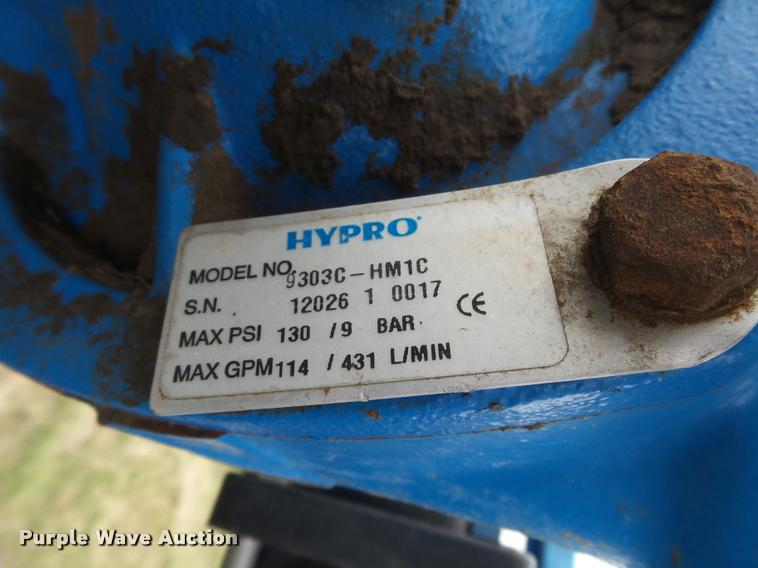 HYPRO®
MODEL NO. 9303C-HM1C
S.N. 12026 1 0017
MAX PSI 130 / 9 BAR
MAX GPM 114 / 431 L/MIN
CE
Purple Wave Auction